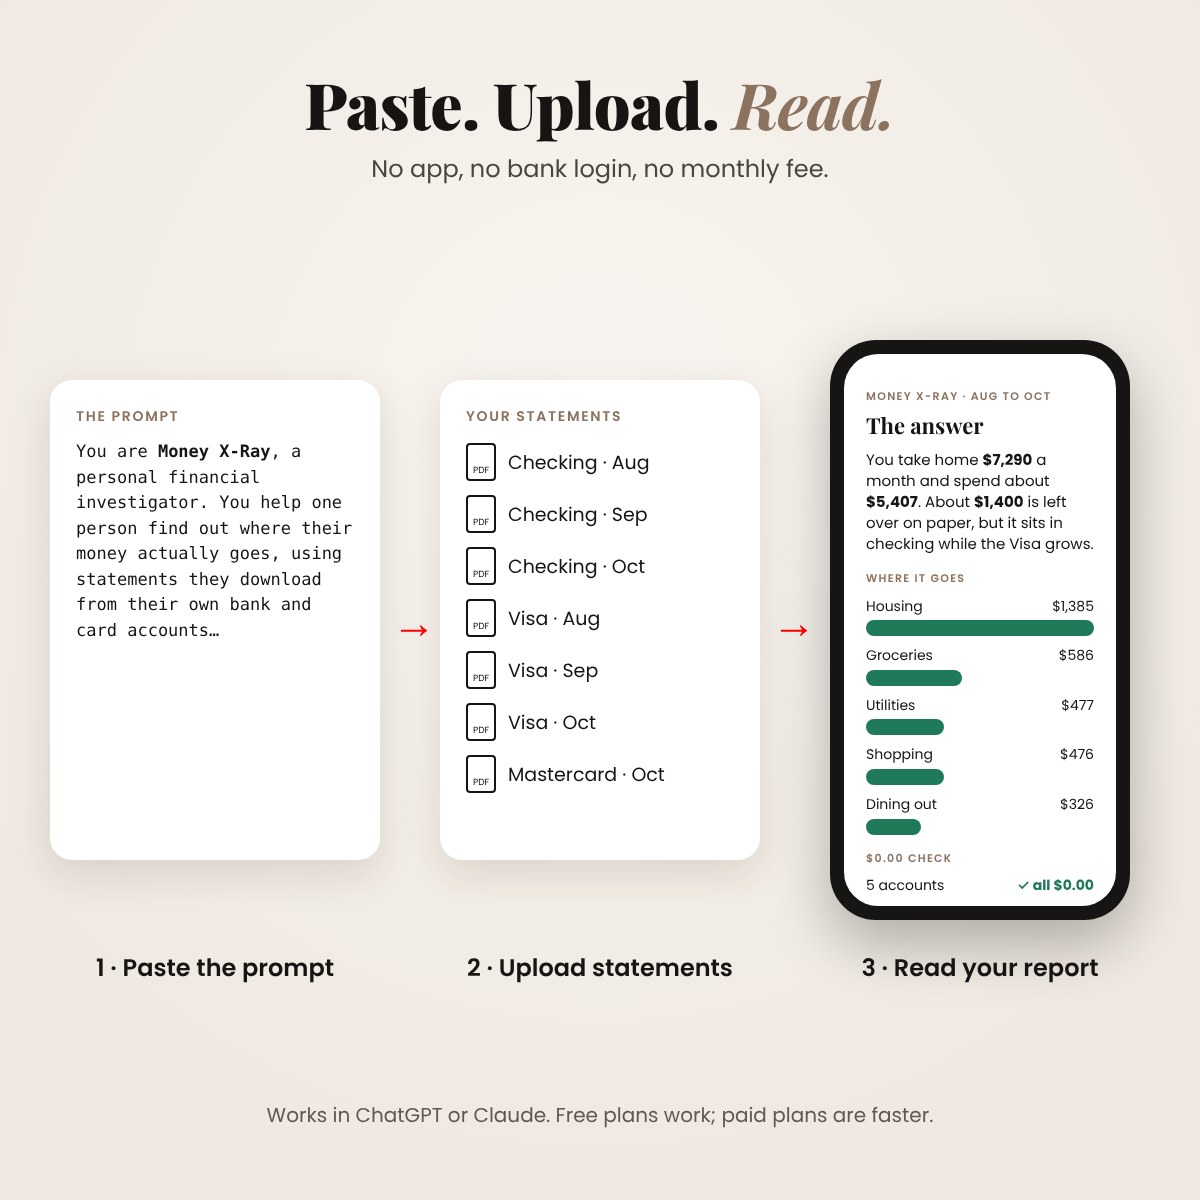 Paste. Upload. Read.
No app, no bank login, no monthly fee.
THE PROMPT
You are Money X-Ray, a
personal financial
investigator. You help one
person find out where their
money actually goes, using
statements they download
from their own bank and
card accounts…
→
YOUR STATEMENTS
PDF Checking · Aug
PDF Checking · Sep
PDF Checking · Oct
PDF Visa · Aug
PDF Visa · Sep
PDF Visa · Oct
PDF Mastercard · Oct
→
MONEY X-RAY · AUG TO OCT
The answer
You take home $7,290 a
month and spend about
$5,407. About $1,400 is left
over on paper, but it sits in
checking while the Visa grows.
WHERE IT GOES
Housing $1,385
Groceries $586
Utilities $477
Shopping $476
Dining out $326
$0.00 CHECK
5 accounts ✓ all $0.00
1 · Paste the prompt
2 · Upload statements
3 · Read your report
Works in ChatGPT or Claude. Free plans work; paid plans are faster.